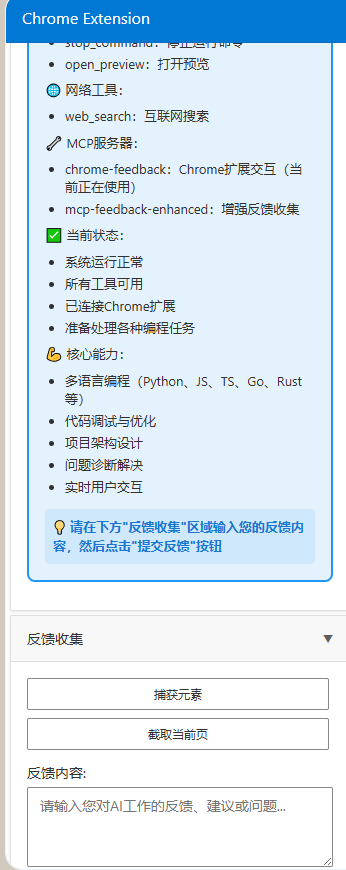 Chrome Extension
stop_command：停止运行命令
open_preview：打开预览
网络工具：
web_search：互联网搜索
MCP服务器：
chrome-feedback：Chrome扩展交互（当
前正在使用）
mcp-feedback-enhanced：增强反馈收集
当前状态：
系统运行正常
所有工具可用
已连接Chrome扩展
准备处理各种编程任务
核心能力：
多语言编程（Python、JS、TS、Go、Rust
等）
代码调试与优化
项目架构设计
问题诊断解决
实时用户交互
请在下方"反馈收集"区域输入您的反馈内
容，然后点击"提交反馈"按钮
反馈收集
捕获元素
截取当前页
反馈内容:
请输入您对AI工作的反馈、建议或问题...